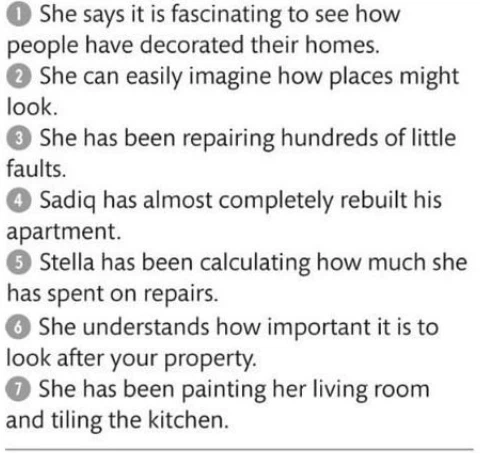 1 She says it is fascinating to see how
people have decorated their homes.
2 She can easily imagine how places might
look.
3 She has been repairing hundreds of little
faults.
4 Sadiq has almost completely rebuilt his
apartment.
5 Stella has been calculating how much she
has spent on repairs.
6 She understands how important it is to
look after your property.
7 She has been painting her living room
and tiling the kitchen.